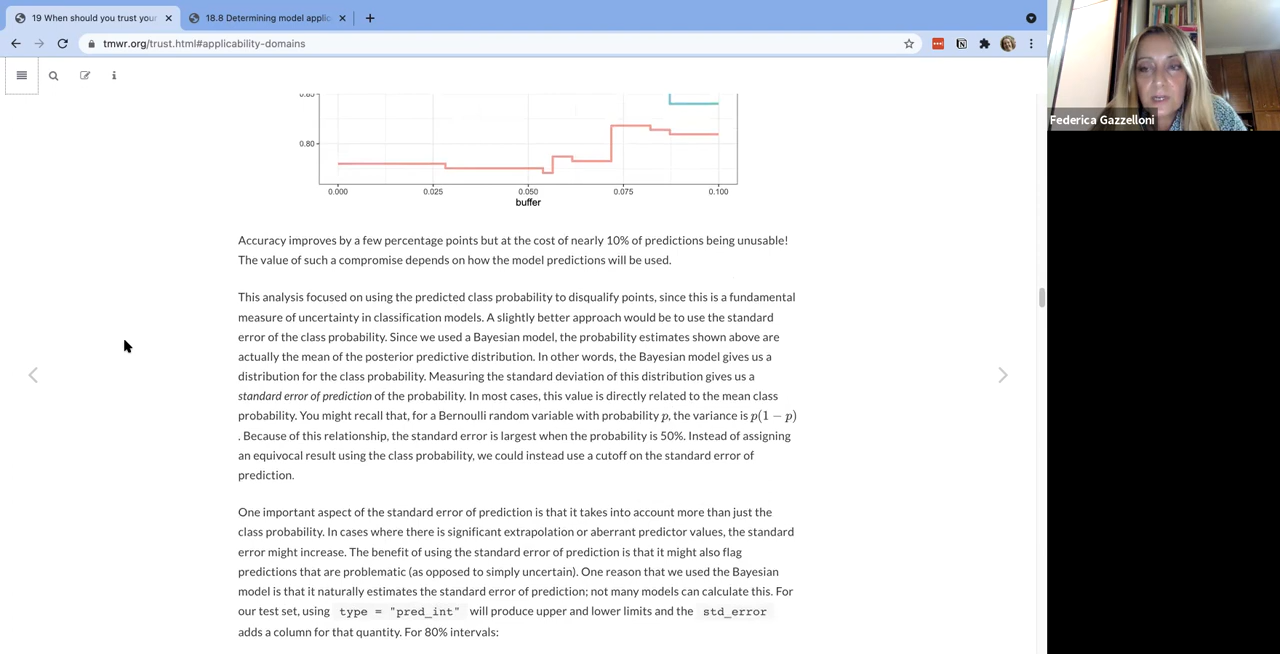 19 When should you trust your
18.8 Determining model applic
tmwr.org/trust.html#applicability-domains
Federica Gazzelloni
0.85
0.80
0.000 0.025 0.050 0.075 0.100
buffer
Accuracy improves by a few percentage points but at the cost of nearly 10% of predictions being unusable!
The value of such a compromise depends on how the model predictions will be used.
This analysis focused on using the predicted class probability to disqualify points, since this is a fundamental
measure of uncertainty in classification models. A slightly better approach would be to use the standard
error of the class probability. Since we used a Bayesian model, the probability estimates shown above are
actually the mean of the posterior predictive distribution. In other words, the Bayesian model gives us a
distribution for the class probability. Measuring the standard deviation of this distribution gives us a
standard error of prediction of the probability. In most cases, this value is directly related to the mean class
probability. You might recall that, for a Bernoulli random variable with probability p, the variance is p(1 − p)
. Because of this relationship, the standard error is largest when the probability is 50%. Instead of assigning
an equivocal result using the class probability, we could instead use a cutoff on the standard error of
prediction.
One important aspect of the standard error of prediction is that it takes into account more than just the
class probability. In cases where there is significant extrapolation or aberrant predictor values, the standard
error might increase. The benefit of using the standard error of prediction is that it might also flag
predictions that are problematic (as opposed to simply uncertain). One reason that we used the Bayesian
model is that it naturally estimates the standard error of prediction; not many models can calculate this. For
our test set, using type = "pred_int" will produce upper and lower limits and the std_error
adds a column for that quantity. For 80% intervals: